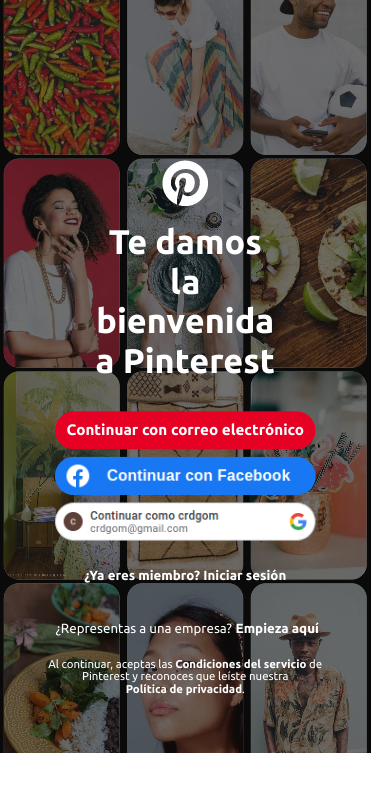 Te damos
la
bienvenida
a Pinterest
Continuar con correo electrónico
Continuar con Facebook
c
Continuar como crdgom
crdgom@gmail.com
¿Ya eres miembro? Iniciar sesión
¿Representas a una empresa? Empieza aquí
Al continuar, aceptas las Condiciones del servicio de
Pinterest y reconoces que leíste nuestra
Política de privacidad.